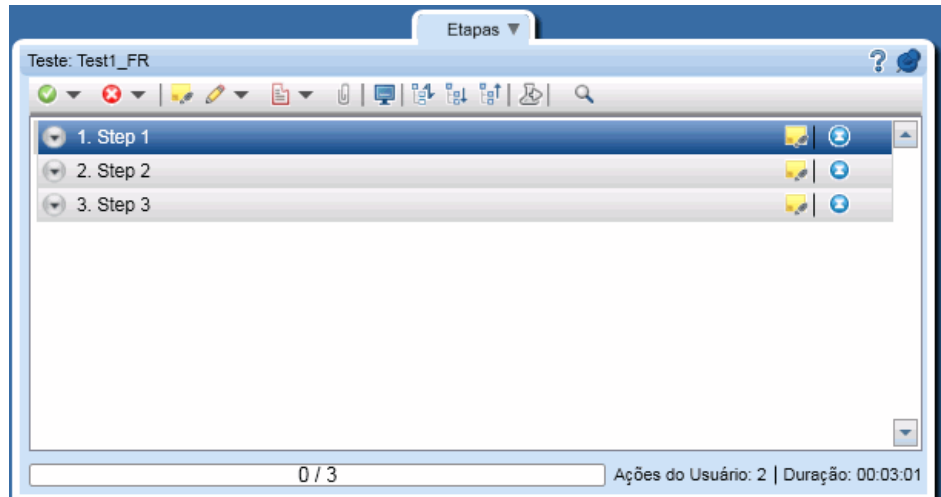 Etapas
Teste: Test1_FR
1. Step 1
2. Step 2
3. Step 3
0 / 3
Ações do Usuário: 2 | Duração: 00:03:01